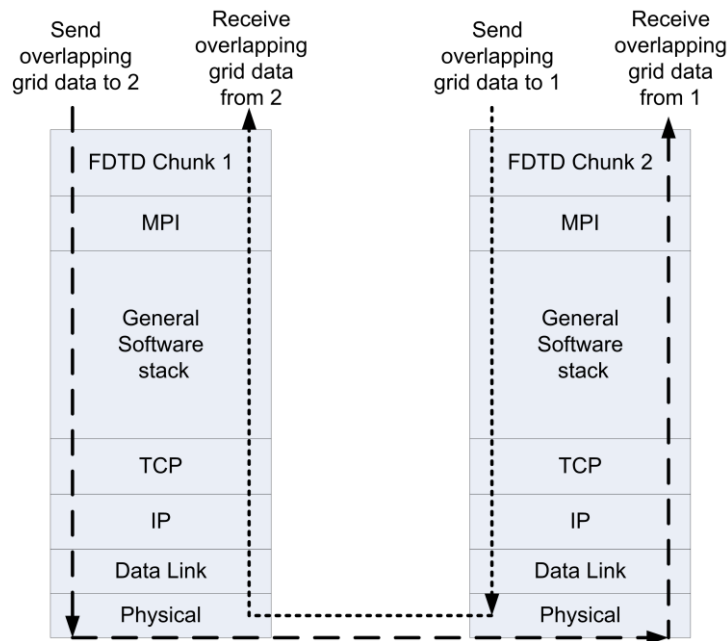 Send
overlapping
grid data to 2
Receive
overlapping
grid data
from 2
Send
overlapping
grid data to 1
Receive
overlapping
grid data
from 1
FDTD Chunk 1
MPI
General
Software
stack
TCP
IP
Data Link
Physical
FDTD Chunk 2
MPI
General
Software
stack
TCP
IP
Data Link
Physical